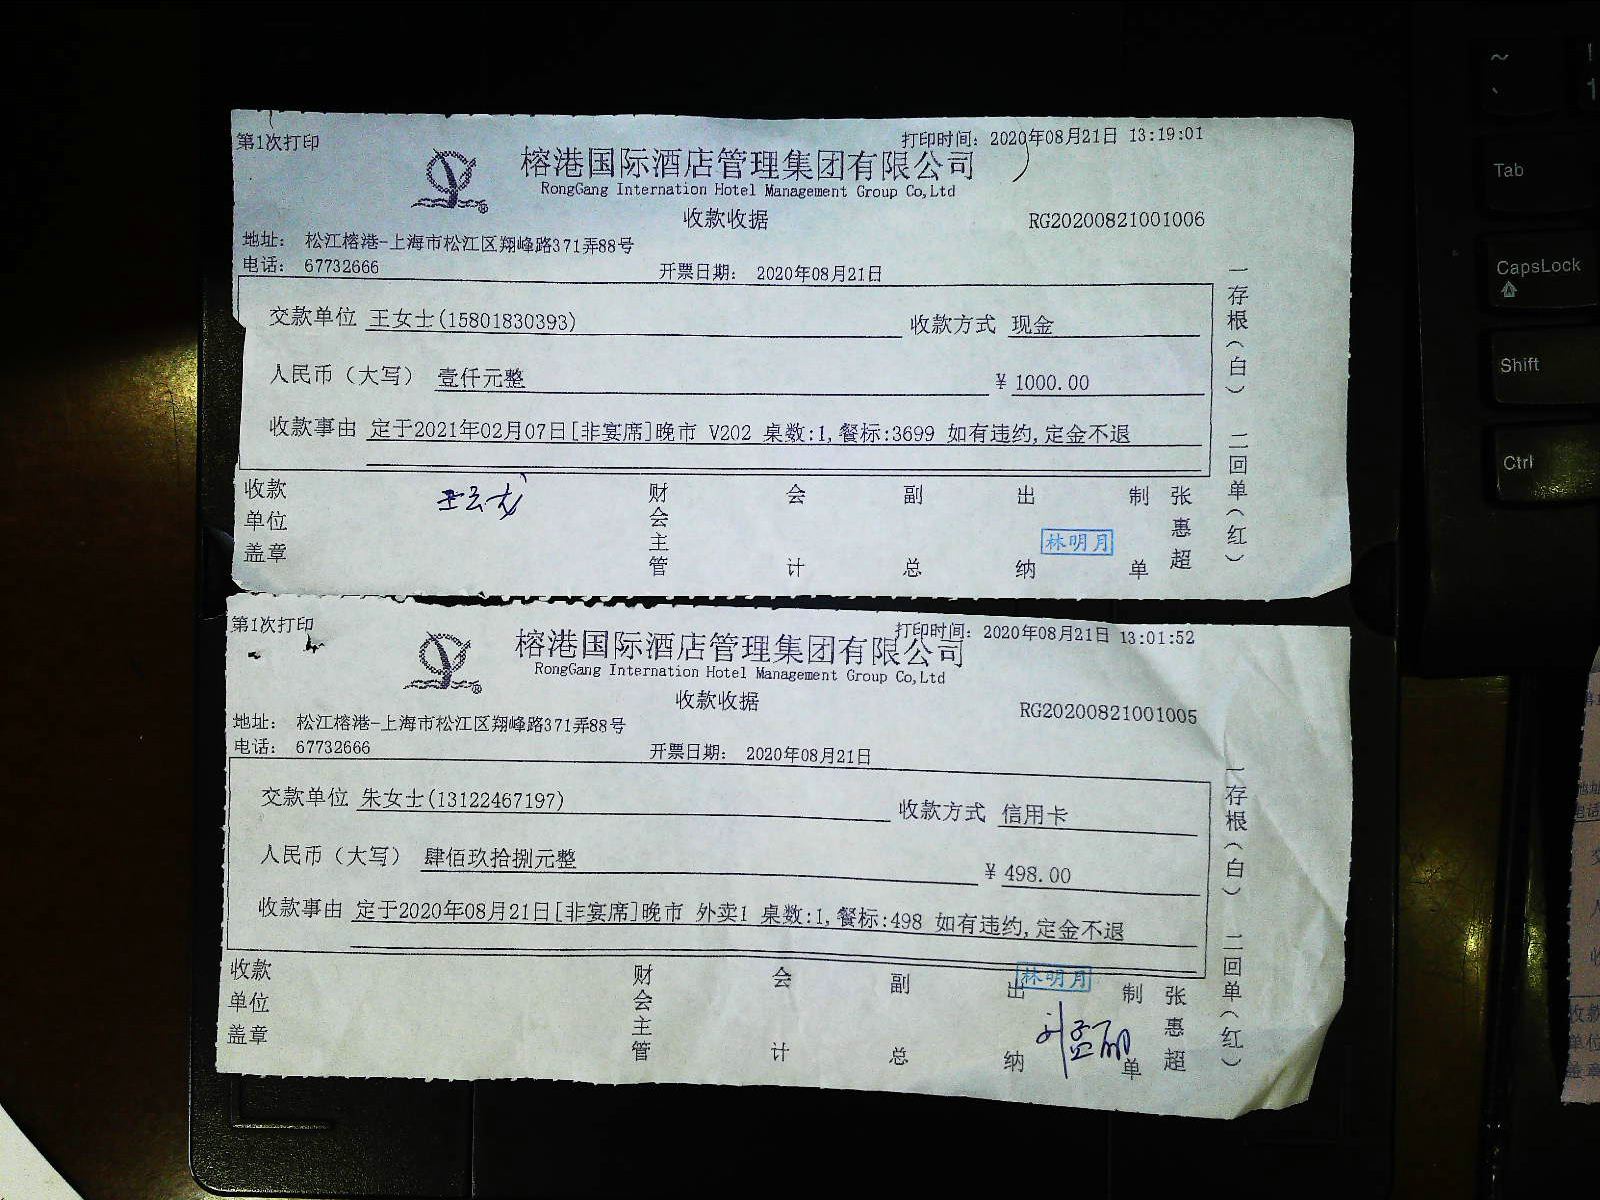 第1次打印
打印时间: 2020年08月21日 13:19:01
榕港国际酒店管理集团有限公司
RongGang Internation Hotel Management Group Co,Ltd
收款收据
RG20200821001006
地址: 松江榕港-上海市松江区翔峰路371弄88号
电话: 67732666
开票日期: 2020年08月21日
交款单位 王女士(15801830393) 收款方式 现金
人民币(大写) 壹仟元整 ¥ 1000.00
收款事由 定于2021年02月07日[非宴席]晚市 V202 桌数:1,餐标:3699 如有违约,定金不退
收款单位盖章
财会主管
会计
副总
出纳
林明月
制单
张惠超
一存根(白) 二回单(红)
第1次打印
打印时间: 2020年08月21日 13:01:52
榕港国际酒店管理集团有限公司
RongGang Internation Hotel Management Group Co,Ltd
收款收据
RG20200821001005
地址: 松江榕港-上海市松江区翔峰路371弄88号
电话: 67732666
开票日期: 2020年08月21日
交款单位 朱女士(13122467197) 收款方式 信用卡
人民币(大写) 肆佰玖拾捌元整 ¥ 498.00
收款事由 定于2020年08月21日[非宴席]晚市 外卖1 桌数:1,餐标:498 如有违约,定金不退
收款单位盖章
财会主管
会计
副总
出纳
林明月
制单
张惠超
一存根(白) 二回单(红)
~
Tab
CapsLock
Shift
Ctrl